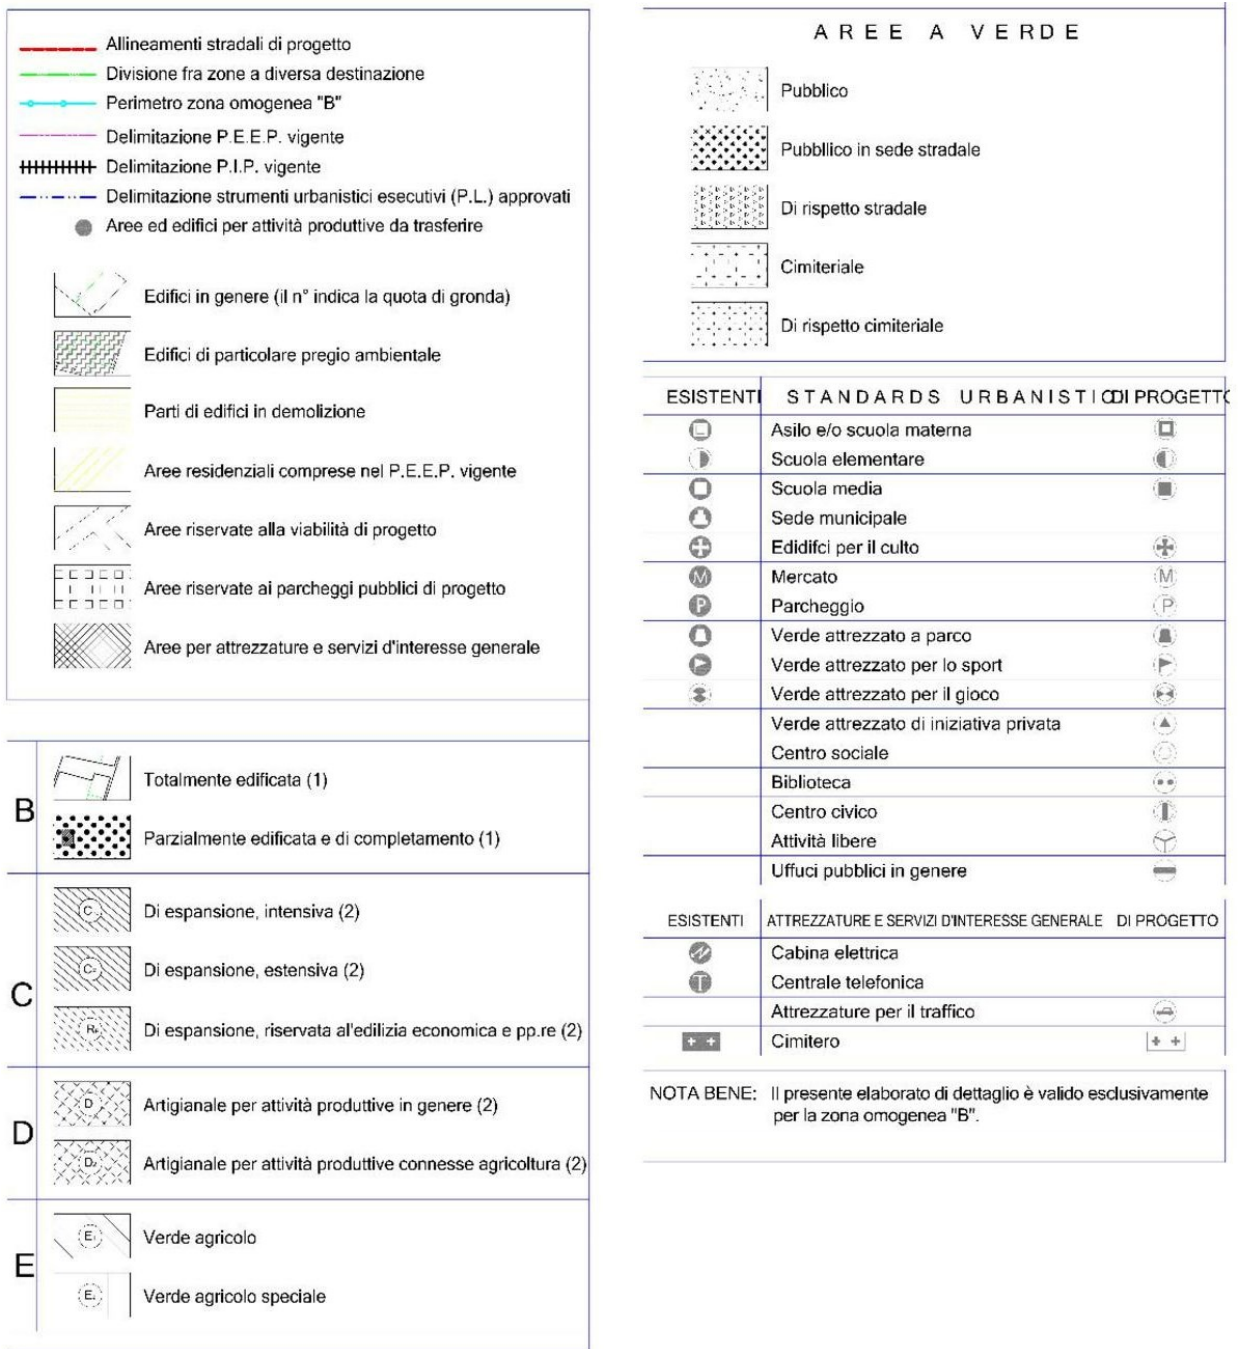 Allineamenti stradali di progetto
Divisione fra zone a diversa destinazione
Perimetro zona omogenea "B"
Delimitazione P.E.E.P. vigente
Delimitazione P.I.P. vigente
Delimitazione strumenti urbanistici esecutivi (P.L.) approvati
Aree ed edifici per attività produttive da trasferire
Edifici in genere (il n° indica la quota di gronda)
Edifici di particolare pregio ambientale
Parti di edifici in demolizione
Aree residenziali comprese nel P.E.E.P. vigente
Aree riservate alla viabilità di progetto
Aree riservate ai parcheggi pubblici di progetto
Aree per attrezzature e servizi d'interesse generale
B
Totalmente edificata (1)
Parzialmente edificata e di completamento (1)
C
C
Di espansione, intensiva (2)
C2
Di espansione, estensiva (2)
R
Di espansione, riservata al'edilizia economica e pp.re (2)
D
D
Artigianale per attività produttive in genere (2)
D2
Artigianale per attività produttive connesse agricoltura (2)
E
E
Verde agricolo
E
Verde agricolo speciale
AREE A VERDE
Pubblico
Pubbllico in sede stradale
Di rispetto stradale
Cimiteriale
Di rispetto cimiteriale
ESISTENTI STANDARDS URBANISTICI DI PROGETTO
Asilo e/o scuola materna
Scuola elementare
Scuola media
Sede municipale
Edidifci per il culto
M Mercato M
P Parcheggio P
Verde attrezzato a parco
Verde attrezzato per lo sport
Verde attrezzato per il gioco
Verde attrezzato di iniziativa privata
Centro sociale
Biblioteca
Centro civico
Attività libere
Uffuci pubblici in genere
ESISTENTI ATTREZZATURE E SERVIZI D'INTERESSE GENERALE DI PROGETTO
Cabina elettrica
T Centrale telefonica
Attrezzature per il traffico
Cimitero
NOTA BENE: Il presente elaborato di dettaglio è valido esclusivamente
per la zona omogenea "B".